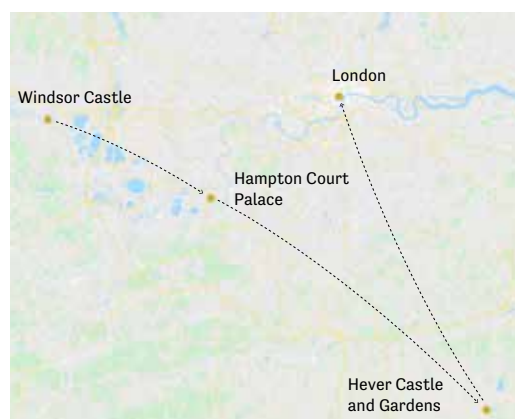 London
Windsor Castle
Hampton Court
Palace
Hever Castle
and Gardens